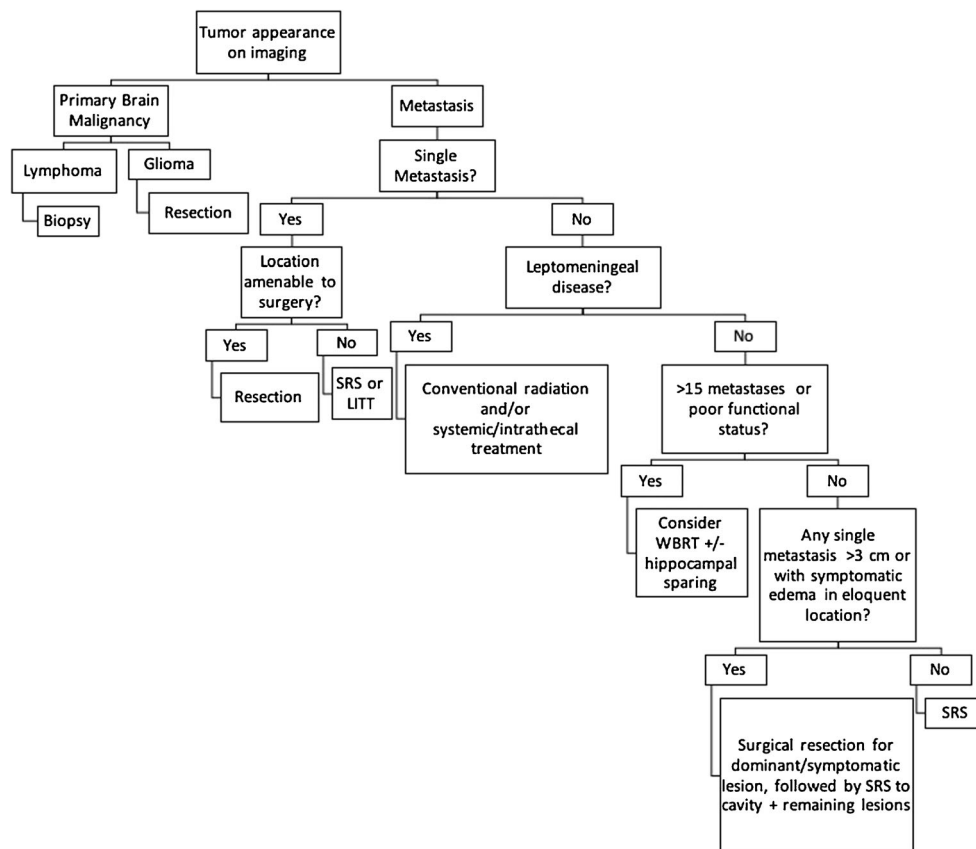 Tumor appearance
on imaging
Primary Brain
Malignancy
Metastasis
Lymphoma
Glioma
Single
Metastasis?
Biopsy
Resection
Yes
No
Location
amenable to
surgery?
Leptomeningeal
disease?
Yes
No
Yes
No
Resection
SRS or
LITT
Conventional radiation
and/or
systemic/intrathecal
treatment
>15 metastases or
poor functional
status?
Yes
No
Consider
WBRT +/-
hippocampal
sparing
Any single
metastasis >3 cm or
with symptomatic
edema in eloquent
location?
Yes
No
SRS
Surgical resection for
dominant/symptomatic
lesion, followed by SRS to
cavity + remaining lesions